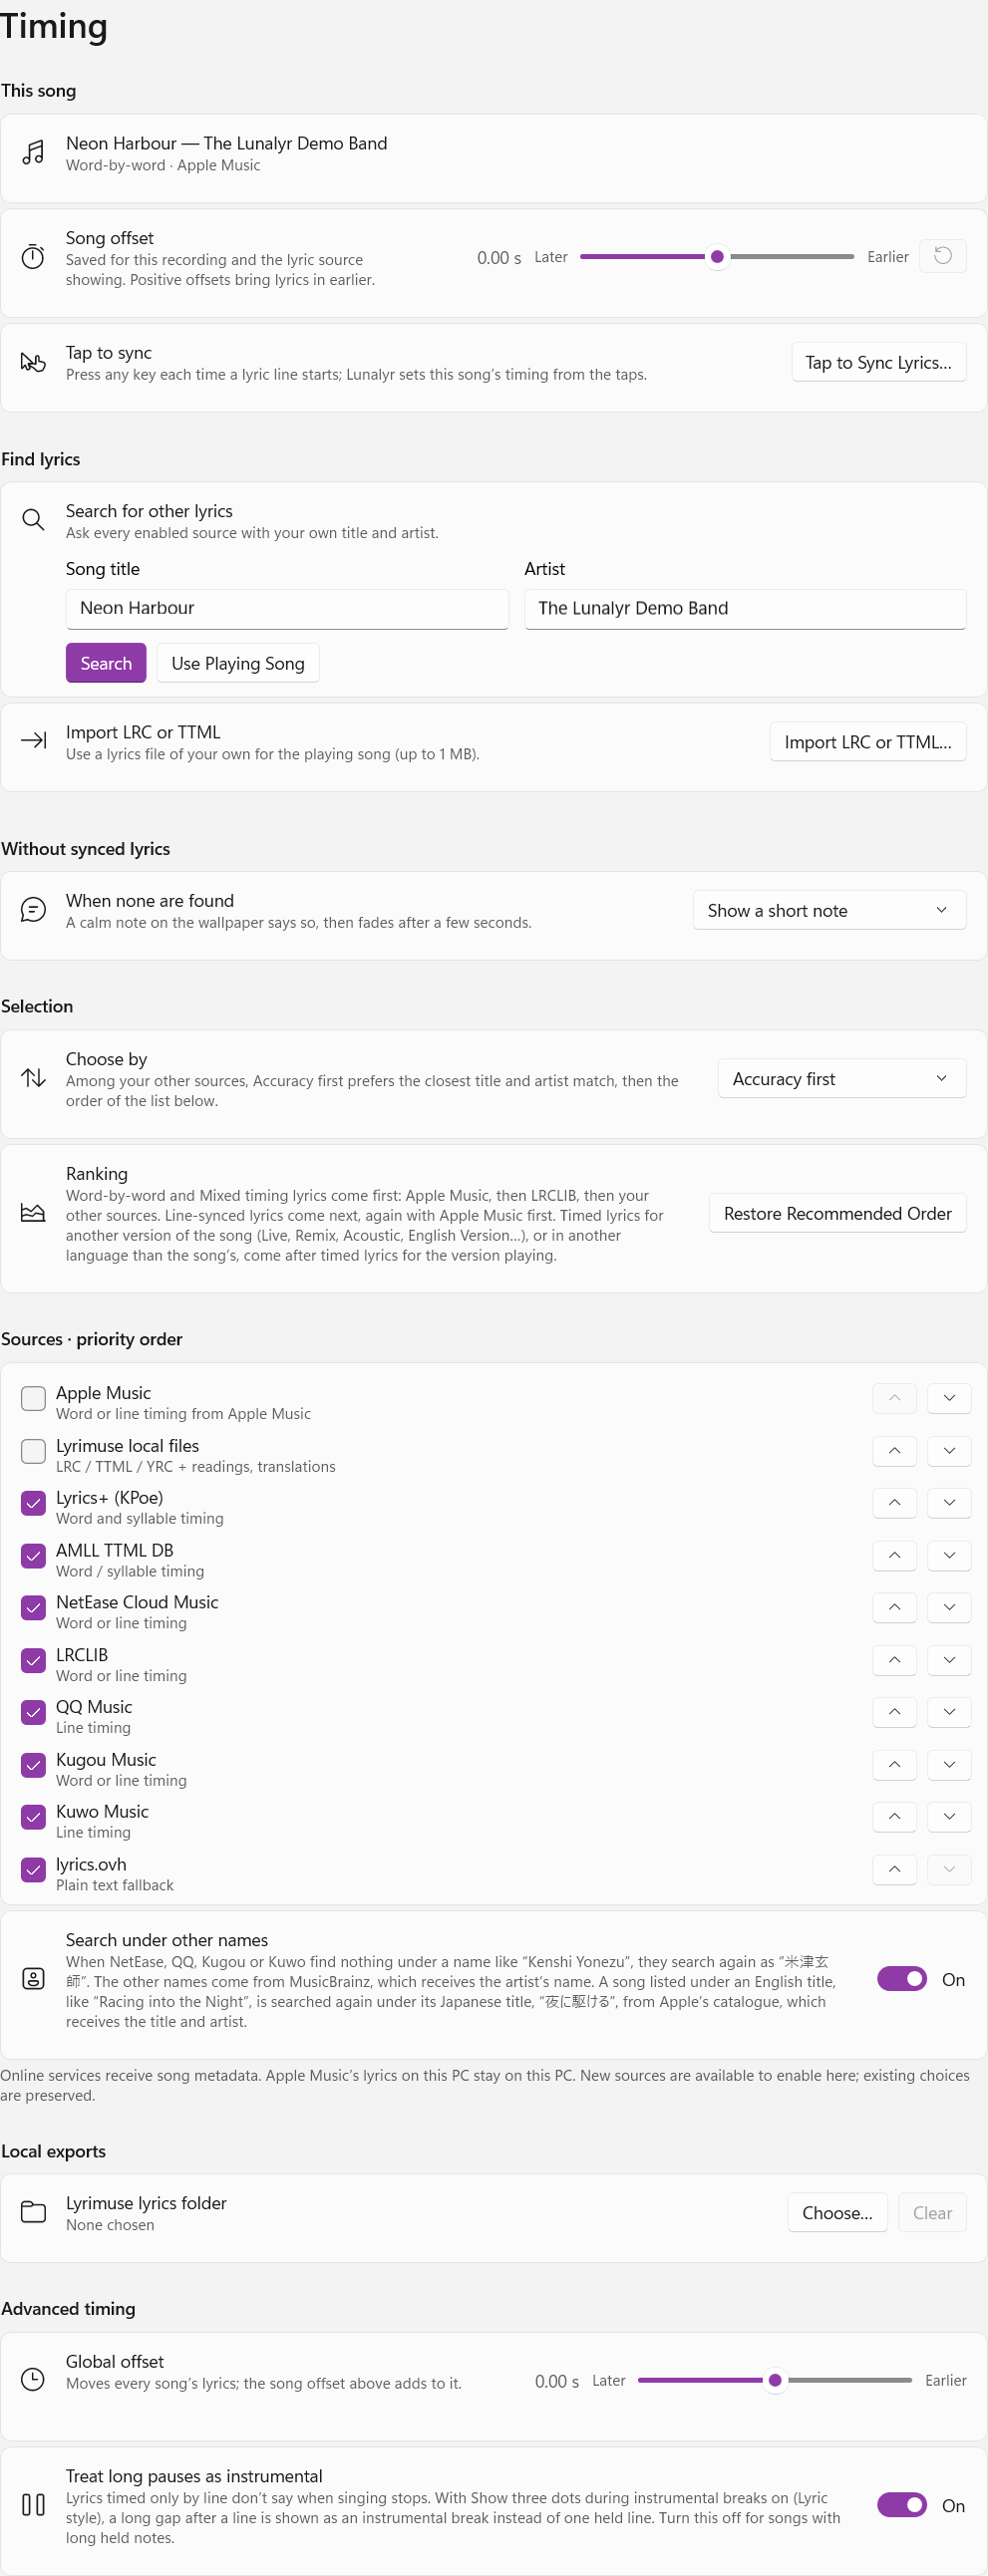 Timing
This song
Neon Harbour — The Lunalyr Demo Band
Word-by-word · Apple Music
Song offset
Saved for this recording and the lyric source
showing. Positive offsets bring lyrics in earlier.
0.00 s Later Earlier
Tap to sync
Press any key each time a lyric line starts; Lunalyr sets this song’s timing from the taps.
Tap to Sync Lyrics…
Find lyrics
Search for other lyrics
Ask every enabled source with your own title and artist.
Song title Artist
Neon Harbour The Lunalyr Demo Band
Search Use Playing Song
Import LRC or TTML
Use a lyrics file of your own for the playing song (up to 1 MB).
Import LRC or TTML…
Without synced lyrics
When none are found
A calm note on the wallpaper says so, then fades after a few seconds.
Show a short note
Selection
Choose by
Among your other sources, Accuracy first prefers the closest title and artist match, then the
order of the list below.
Accuracy first
Ranking
Word-by-word and Mixed timing lyrics come first: Apple Music, then LRCLIB, then your
other sources. Line-synced lyrics come next, again with Apple Music first. Timed lyrics for
another version of the song (Live, Remix, Acoustic, English Version…), or in another
language than the song’s, come after timed lyrics for the version playing.
Restore Recommended Order
Sources · priority order
Apple Music
Word or line timing from Apple Music
Lyrimuse local files
LRC / TTML / YRC + readings, translations
Lyrics+ (KPoe)
Word and syllable timing
AMLL TTML DB
Word / syllable timing
NetEase Cloud Music
Word or line timing
LRCLIB
Word or line timing
QQ Music
Line timing
Kugou Music
Word or line timing
Kuwo Music
Line timing
lyrics.ovh
Plain text fallback
Search under other names
When NetEase, QQ, Kugou or Kuwo find nothing under a name like “Kenshi Yonezu”, they search again as “米津玄
師”. The other names come from MusicBrainz, which receives the artist’s name. A song listed under an English title,
like “Racing into the Night”, is searched again under its Japanese title, “夜に駆ける”, from Apple’s catalogue, which
receives the title and artist.
On
Online services receive song metadata. Apple Music’s lyrics on this PC stay on this PC. New sources are available to enable here; existing choices
are preserved.
Local exports
Lyrimuse lyrics folder
None chosen
Choose… Clear
Advanced timing
Global offset
Moves every song’s lyrics; the song offset above adds to it.
0.00 s Later Earlier
Treat long pauses as instrumental
Lyrics timed only by line don’t say when singing stops. With Show three dots during instrumental breaks on (Lyric
style), a long gap after a line is shown as an instrumental break instead of one held line. Turn this off for songs with
long held notes.
On